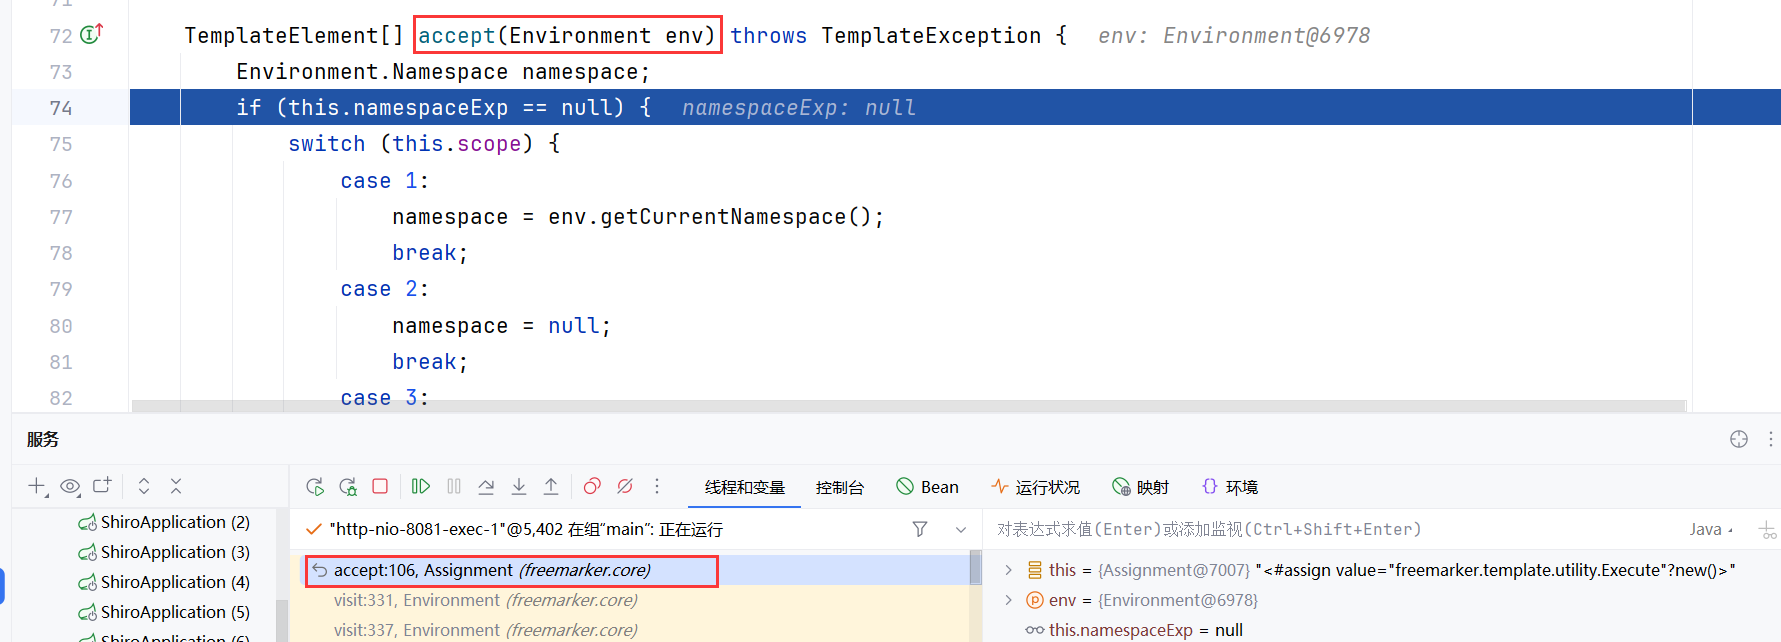 71
72 TemplateElement[] accept(Environment env) throws TemplateException { env: Environment@6978
73 Environment.Namespace namespace;
74 if (this.namespaceExp == null) { namespaceExp: null
75 switch (this.scope) {
76 case 1:
77 namespace = env.getCurrentNamespace();
78 break;
79 case 2:
80 namespace = null;
81 break;
82 case 3:
服务
线程和变量 控制台 Bean 运行状况 映射 环境
ShiroApplication (2)
ShiroApplication (3)
ShiroApplication (4)
ShiroApplication (5)
ShiroApplication (6)
"http-nio-8081-exec-1"@5,402 在组"main": 正在运行
accept:106, Assignment (freemarker.core)
visit:331, Environment (freemarker.core)
visit:337, Environment (freemarker.core)
对表达式求值(Enter)或添加监视(Ctrl+Shift+Enter) Java
this = {Assignment@7007} "<#assign value="freemarker.template.utility.Execute"?new()>"
env = {Environment@6978}
this.namespaceExp = null